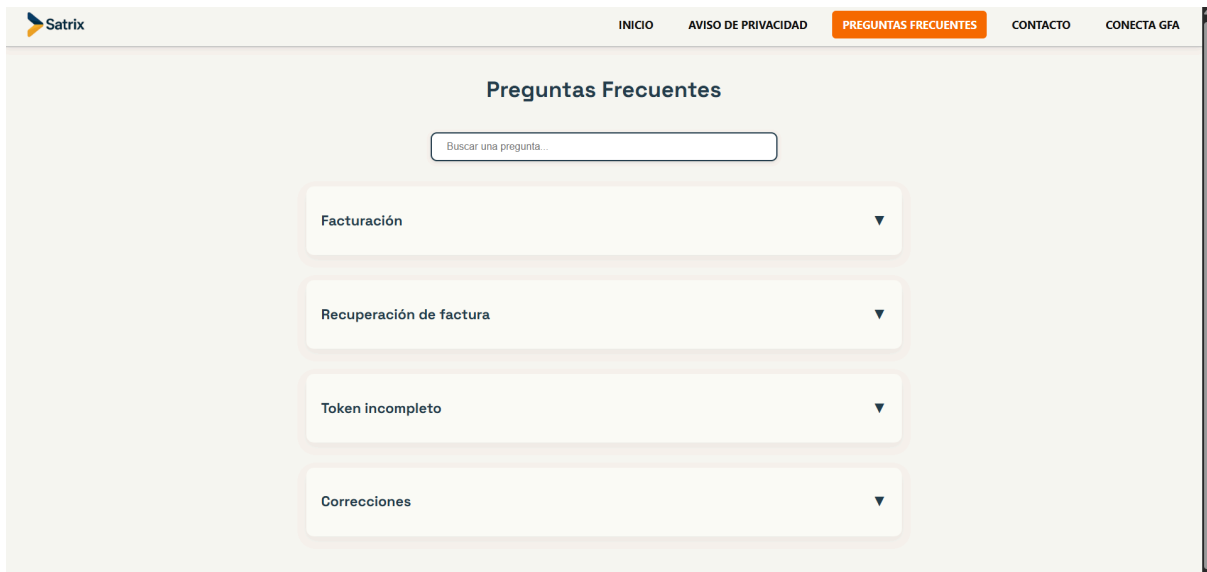 Satrix
INICIO AVISO DE PRIVACIDAD PREGUNTAS FRECUENTES CONTACTO CONECTA GFA
Preguntas Frecuentes
Buscar una pregunta...
Facturación
Recuperación de factura
Token incompleto
Correcciones